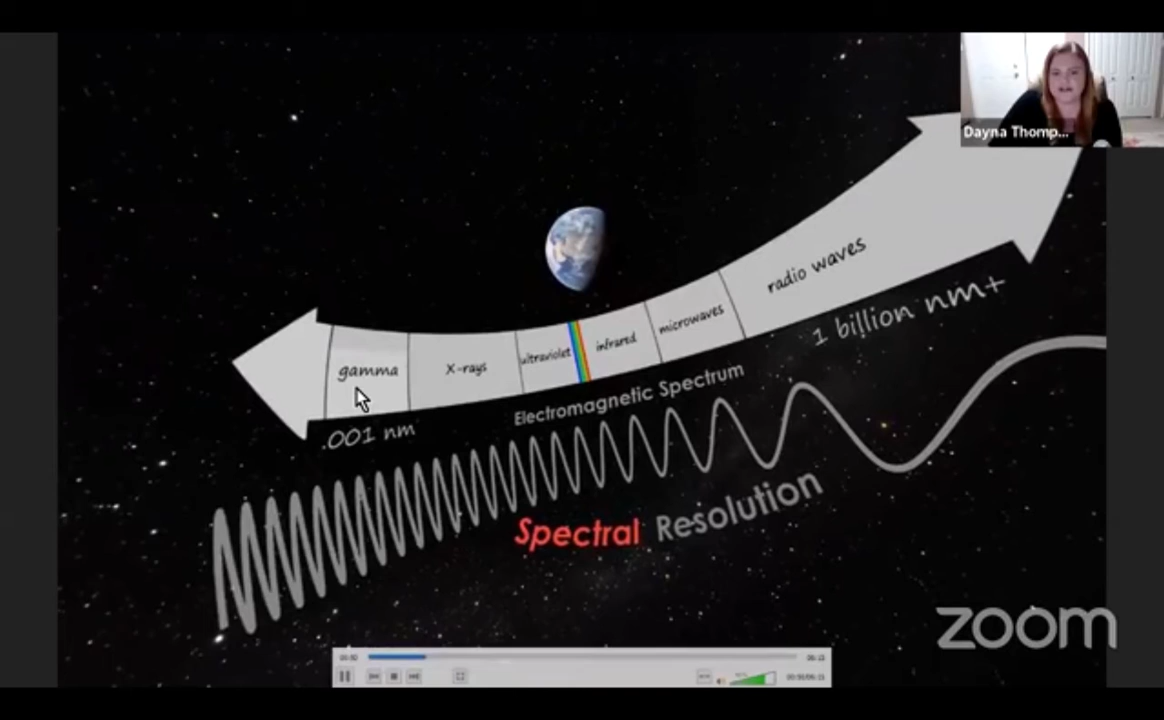 Dayna Thomp...
radio waves
microwaves
infrared
ultraviolet
X-rays
gamma
1 billion nm+
Electromagnetic Spectrum
.001 nm
Spectral Resolution
zoom